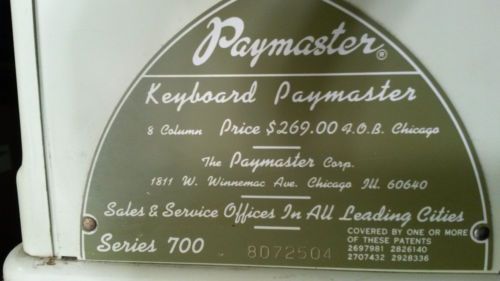 Paymaster®
Keyboard Paymaster
8 Column Price $269.00 F.O.B. Chicago
The Paymaster Corp.
1811 W. Winnemac Ave. Chicago Ill. 60640
Sales & Service Offices In All Leading Cities
Series 700 8D72504
COVERED BY ONE OR MORE
OF THESE PATENTS
2697981 2826140
2707432 2928336